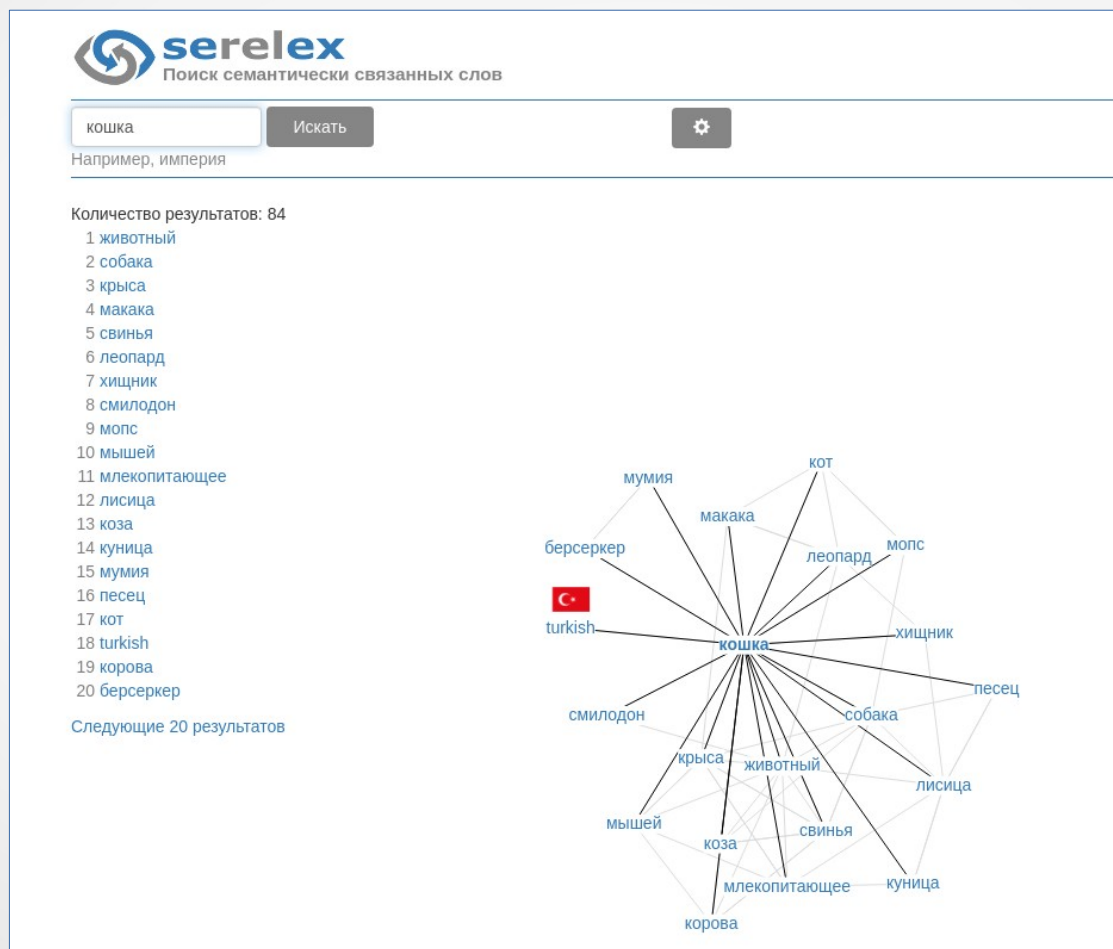 serelex
Поиск семантически связанных слов
кошка
Искать
Например, империя
Количество результатов: 84
1 животный
2 собака
3 крыса
4 макака
5 свинья
6 леопард
7 хищник
8 смилодон
9 мопс
10 мышей
11 млекопитающее
12 лисица
13 коза
14 куница
15 мумия
16 песец
17 кот
18 turkish
19 корова
20 берсеркер
Следующие 20 результатов
кот
мумия
макака
берсеркер
леопард
мопс
turkish
хищник
кошка
песец
смилодон
собака
крыса
животный
лисица
мышей
свинья
коза
млекопитающее
куница
корова